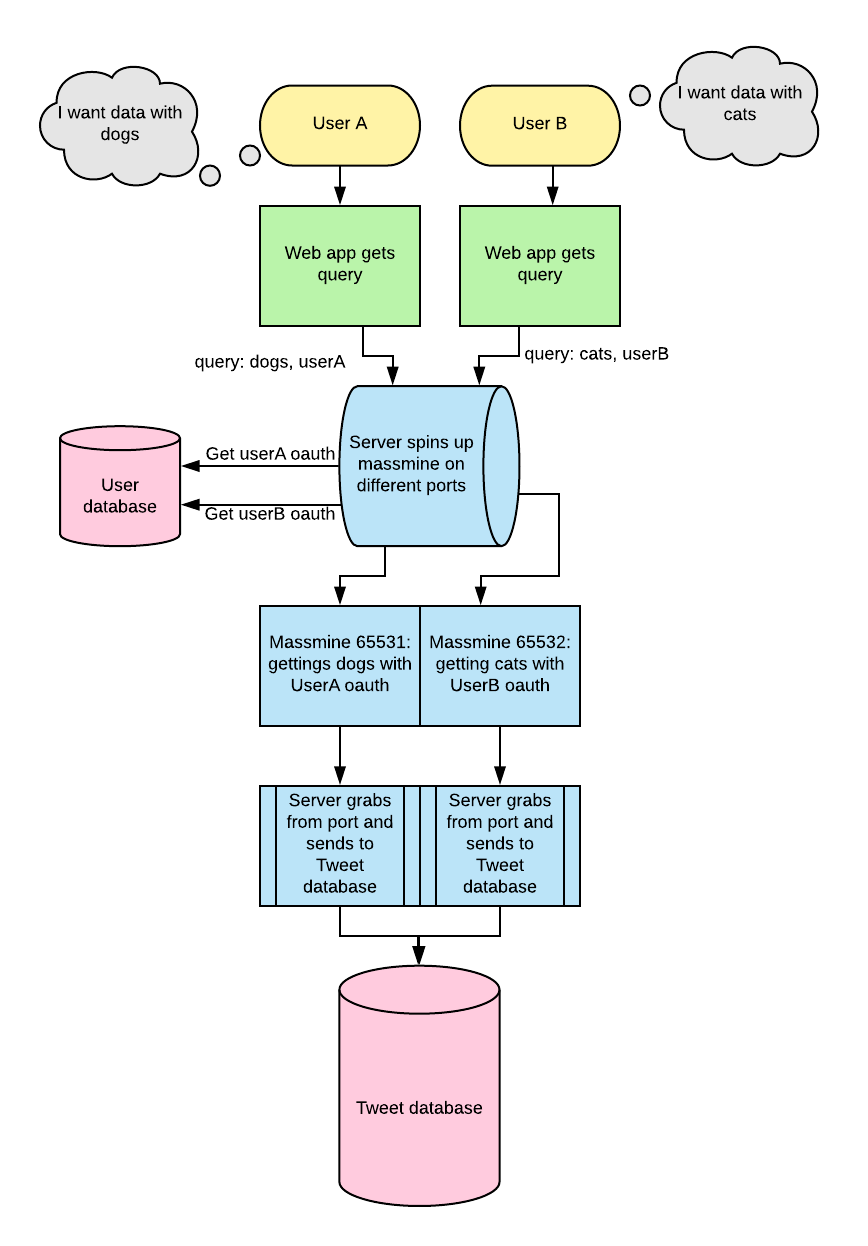 I want data with
dogs
User A
User B
I want data with
cats
Web app gets
query
Web app gets
query
query: dogs, userA
query: cats, userB
Server spins up
massmine on
different ports
Get userA oauth
Get userB oauth
User
database
Massmine 65531:
gettings dogs with
UserA oauth
Massmine 65532:
getting cats with
UserB oauth
Server grabs
from port and
sends to
Tweet
database
Server grabs
from port and
sends to
Tweet
database
Tweet database